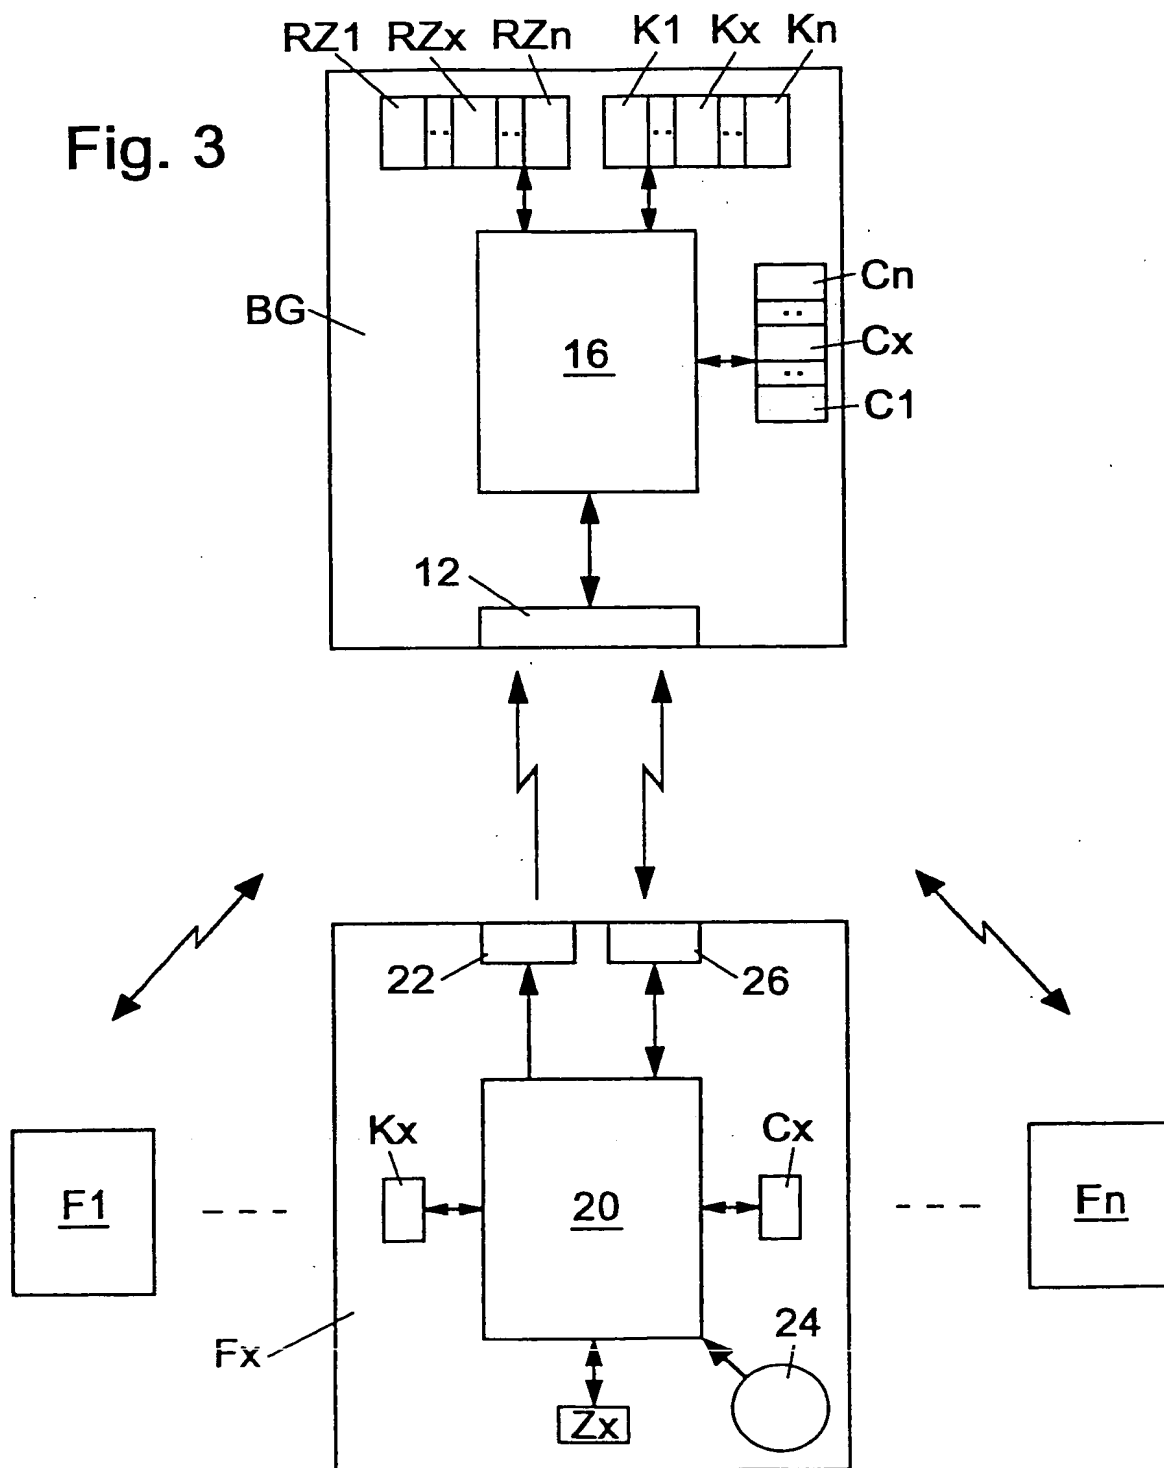 RZ1 RZx RZn K1 Kx Kn
Fig. 3
Cn
BG
16
Cx
C1
12
22
26
Kx
Cx
F1
20
Fn
24
Fx
Zx